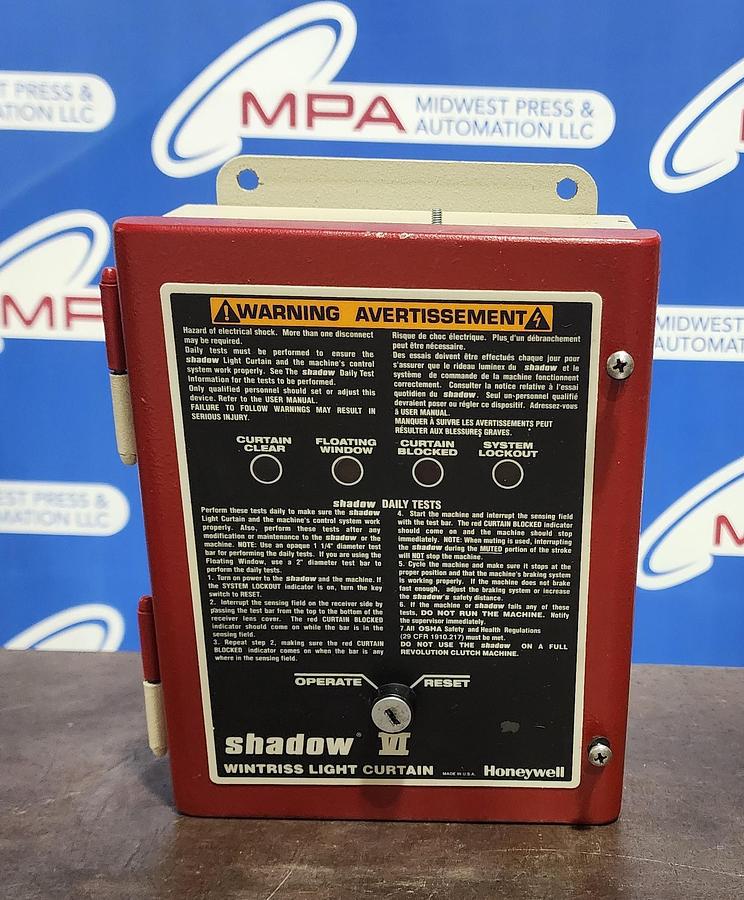 T PRESS &
ATION LLC
MPA
MIDWEST PRESS &
AUTOMATION LLC
MP
MIDWEST PRES
AUTOMAT
ST PRESS &
ATION LLC
WARNING AVERTISSEMENT
Hazard of electrical shock. More than one disconnect
may be required.
Daily tests must be performed to ensure the
shadow Light Curtain and the machine's control
system work properly. See The shadow Daily Test
Information for the tests to be performed.
Only qualified personnel should set or adjust this
device. Refer to the USER MANUAL.
FAILURE TO FOLLOW WARNINGS MAY RESULT IN
SERIOUS INJURY.
Risque de choc électrique. Plus d'un débranchement
peut être nécessaire.
Des essais doivent être effectués chaque jour pour
s'assurer que le rideau lumineux du shadow et le
système de commande de la machine fonctionnent
correctement. Consulter la notice relative à l'essai
quotidien du shadow. Seul un personnel qualifié
devraient poser ou régler ce dispositif. Adressez-vous
à USER MANUAL.
MANQUER À SUIVRE LES AVERTISSEMENTS PEUT
RÉSULTER AUX BLESSURES GRAVES.
CURTAIN CLEAR
FLOATING WINDOW
CURTAIN BLOCKED
SYSTEM LOCKOUT
shadow DAILY TESTS
Perform these tests daily to make sure the shadow
Light Curtain and the machine's control system work
properly. Also, perform these tests after any
modification or maintenance to the shadow or the
machine. NOTE: Use an opaque 1 1/4" diameter test
bar for performing the daily tests. If you are using the
Floating Window, use a 2" diameter test bar to
perform the daily tests.
1. Turn on power to the shadow and the machine. If
the SYSTEM LOCKOUT indicator is on, turn the key
switch to RESET.
2. Interrupt the sensing field on the receiver side by
passing the test bar from the top to the bottom of the
receiver lens cover. The red CURTAIN BLOCKED
indicator should come on while the bar is in the
sensing field.
3. Repeat step 2, making sure the red CURTAIN
BLOCKED indicator comes on when the bar is any
where in the sensing field.
4. Start the machine and interrupt the sensing field
with the test bar. The red CURTAIN BLOCKED indicator
should come on and the machine should stop
immediately. NOTE: When muting is used, interrupting
the shadow during the MUTED portion of the stroke
will NOT stop the machine.
5. Cycle the machine and make sure it stops at the
proper position and that the machine's braking system
is working properly. If the machine does not brake
fast enough, adjust the braking system or increase
the shadow's safety distance.
6. If the machine or shadow fails any of these
tests, DO NOT RUN THE MACHINE. Notify
the supervisor immediately.
7. All OSHA Safety and Health Regulations
(29 CFR 1910.217) must be met.
DO NOT USE THE shadow ON A FULL
REVOLUTION CLUTCH MACHINE.
OPERATE RESET
shadow® VI
WINTRISS LIGHT CURTAIN MADE IN U.S.A. Honeywell